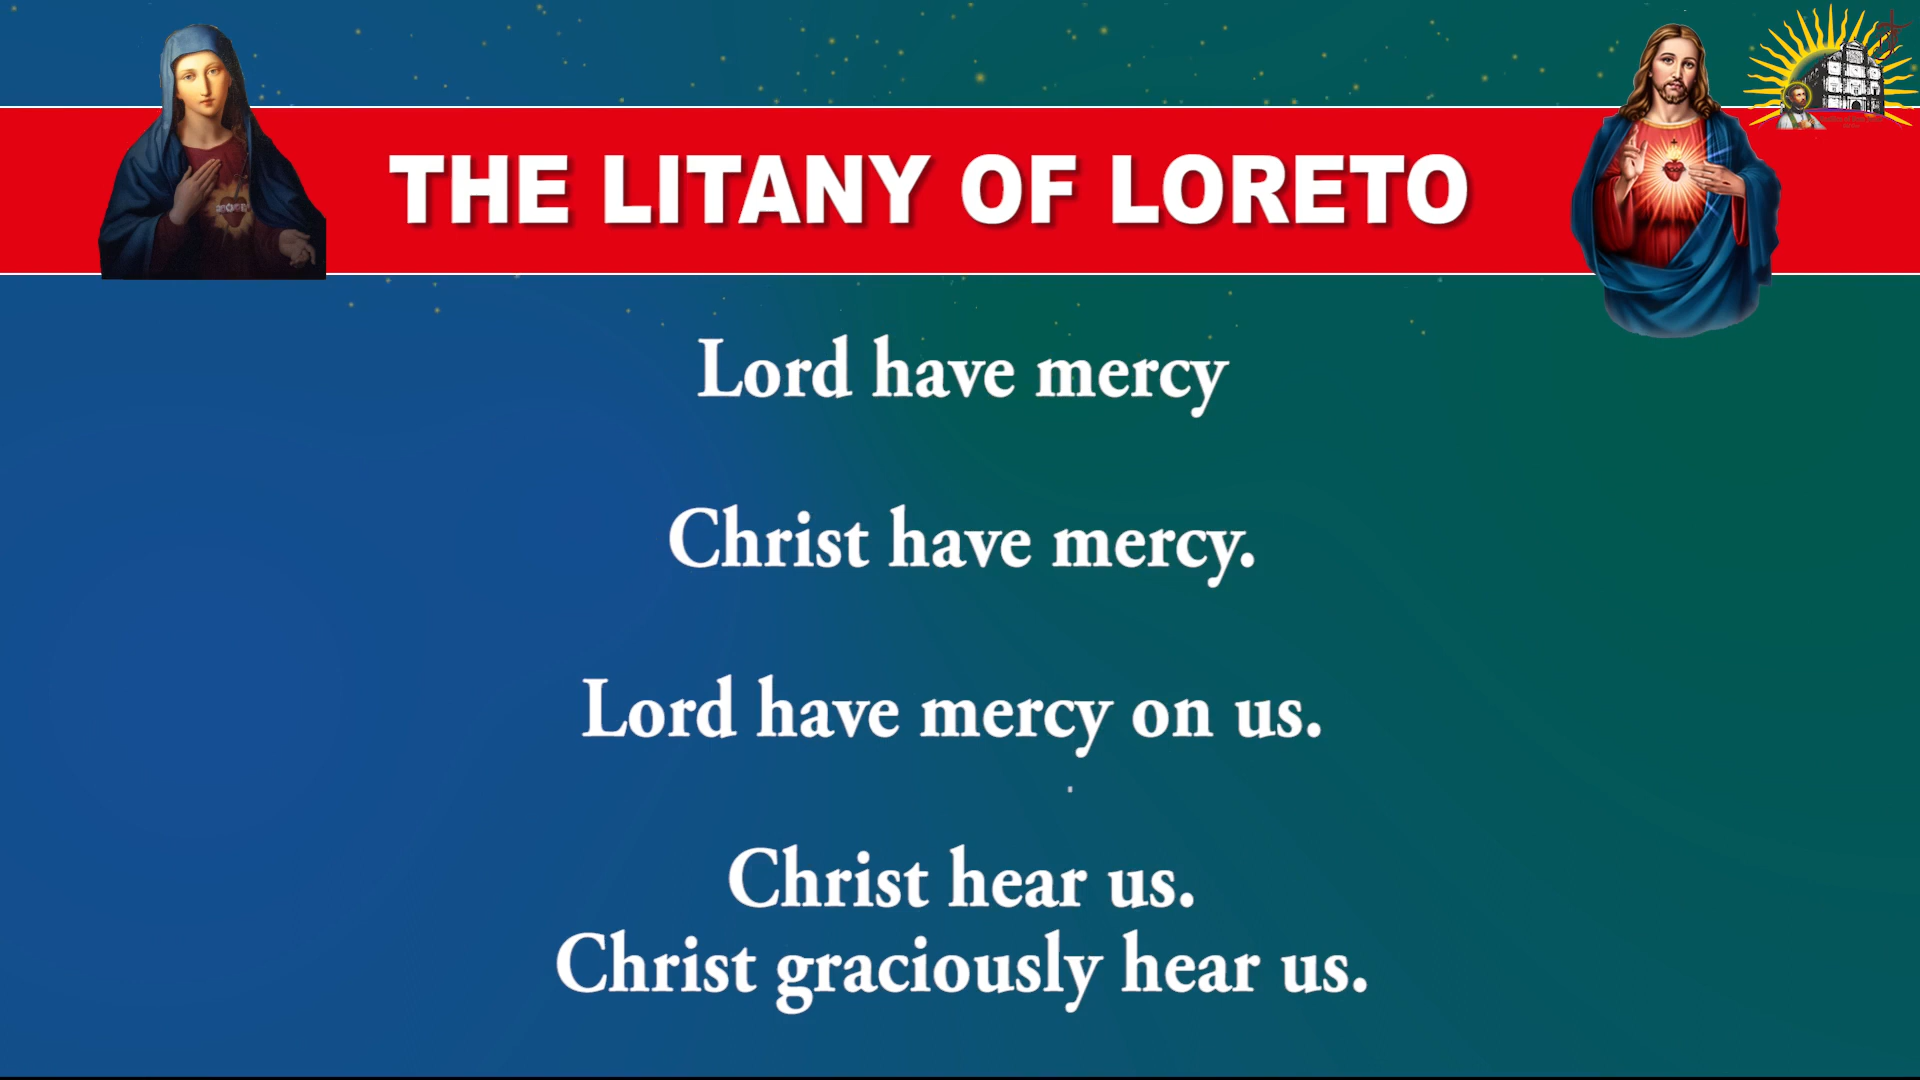 THE LITANY OF LORETO
Lord have mercy
Christ have mercy.
Lord have mercy on us.
Christ hear us.
Christ graciously hear us.